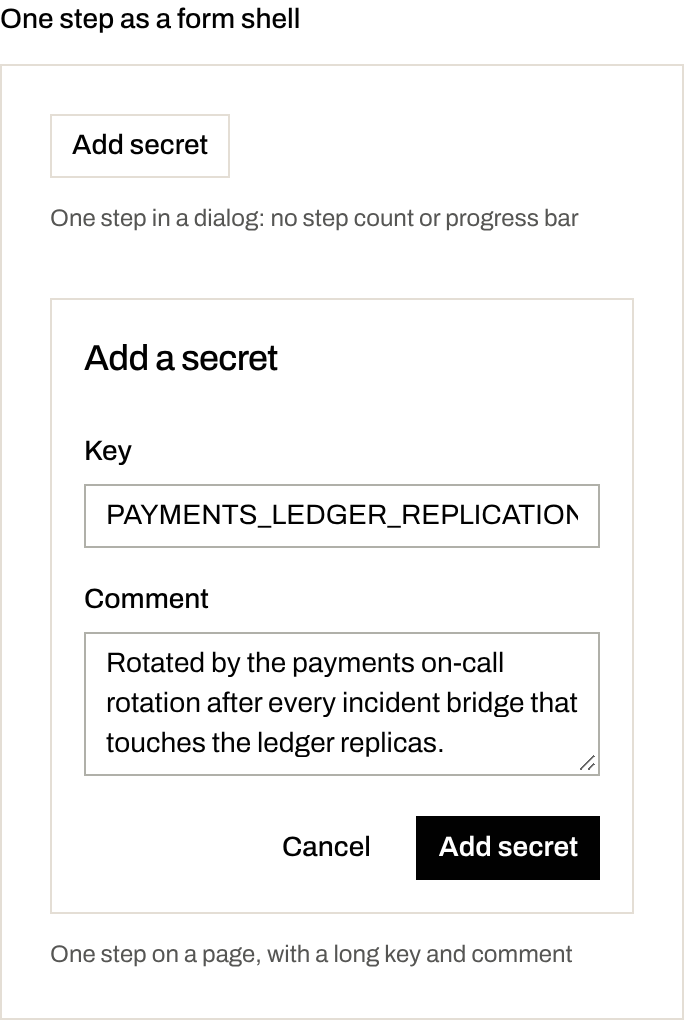 One step as a form shell
Add secret
One step in a dialog: no step count or progress bar
Add a secret
Key
PAYMENTS_LEDGER_REPLICATION
Comment
Rotated by the payments on-call
rotation after every incident bridge that
touches the ledger replicas.
Cancel
Add secret
One step on a page, with a long key and comment